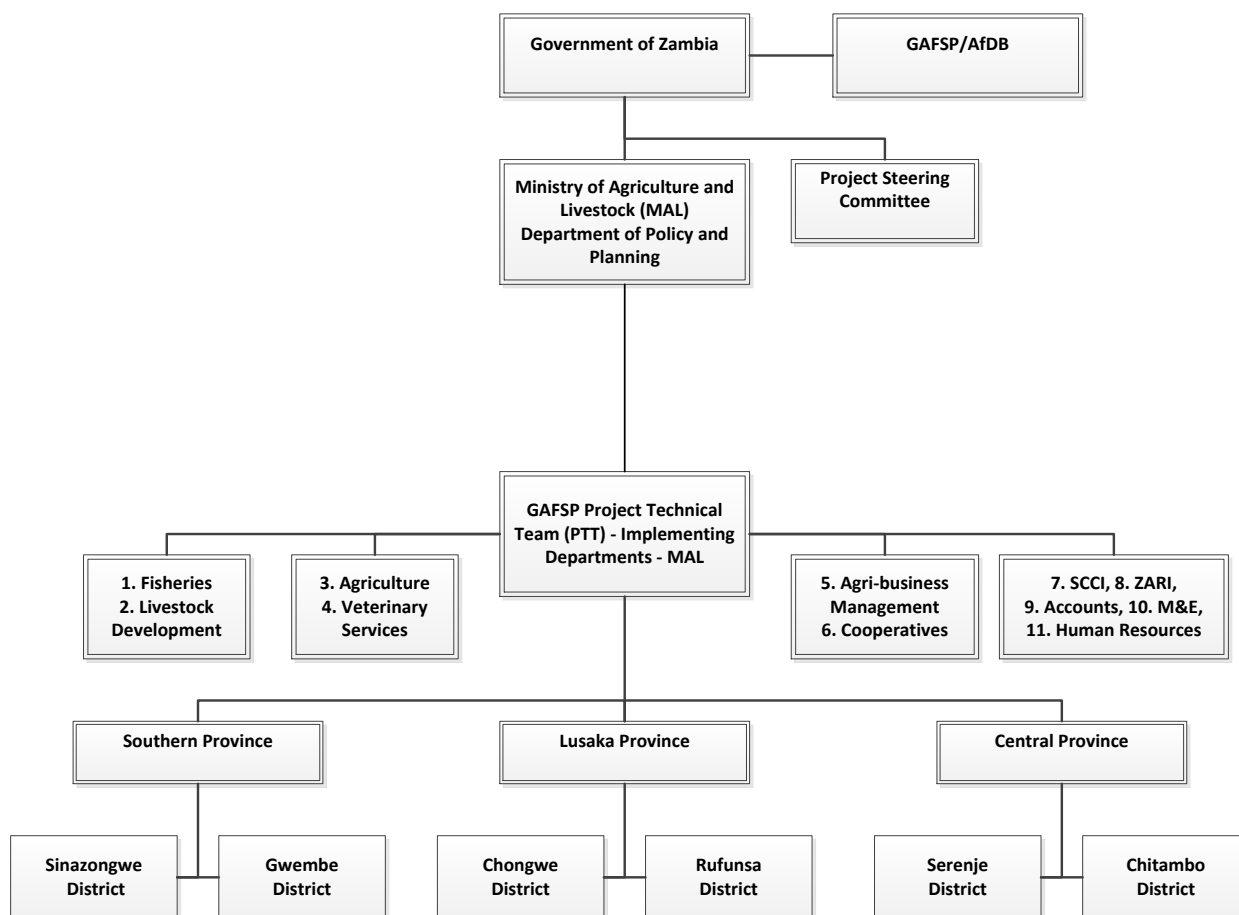 Government of Zambia
GAFSP/AfDB
Ministry of Agriculture and
Livestock (MAL)
Department of Policy and
Planning
Project Steering
Committee
GAFSP Project Technical
Team (PTT) - Implementing
Departments - MAL
1. Fisheries
2. Livestock
Development
3. Agriculture
4. Veterinary
Services
5. Agri-business
Management
6. Cooperatives
7. SCCI, 8. ZARI,
9. Accounts, 10. M&E,
11. Human Resources
Southern Province
Lusaka Province
Central Province
Sinazongwe
District
Gwembe
District
Chongwe
District
Rufunsa
District
Serenje
District
Chitambo
District